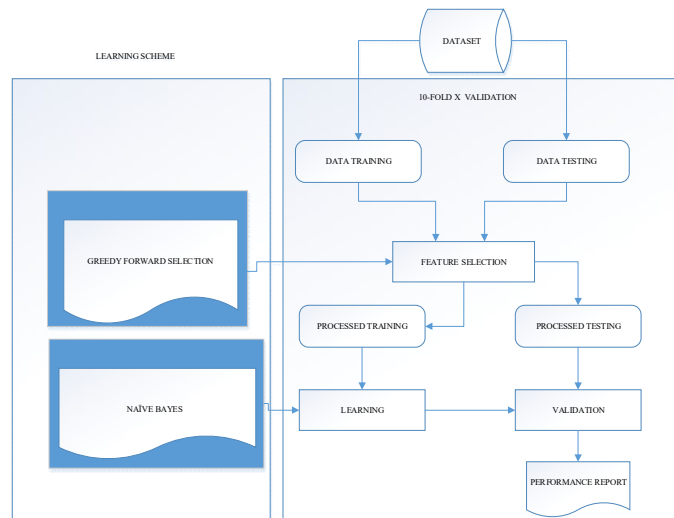 DATASET
LEARNING SCHEME
10-FOLD X VALIDATION
DATA TRAINING
DATA TESTING
GREEDY FORWARD SELECTION
FEATURE SELECTION
PROCESSED TRAINING
PROCESSED TESTING
NAÏVE BAYES
LEARNING
VALIDATION
PERFORMANCE REPORT